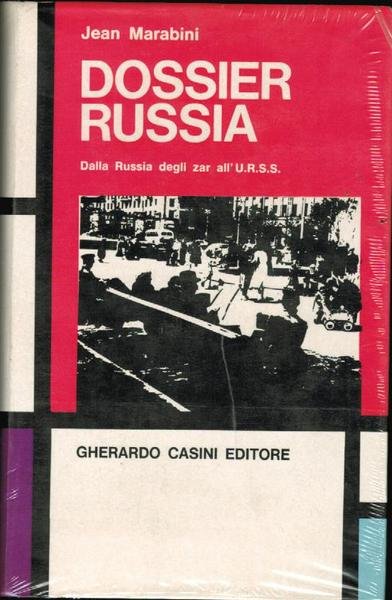 Jean Marabini
DOSSIER
RUSSIA
Dalla Russia degli zar all'U.R.S.S.
GHERARDO CASINI EDITORE